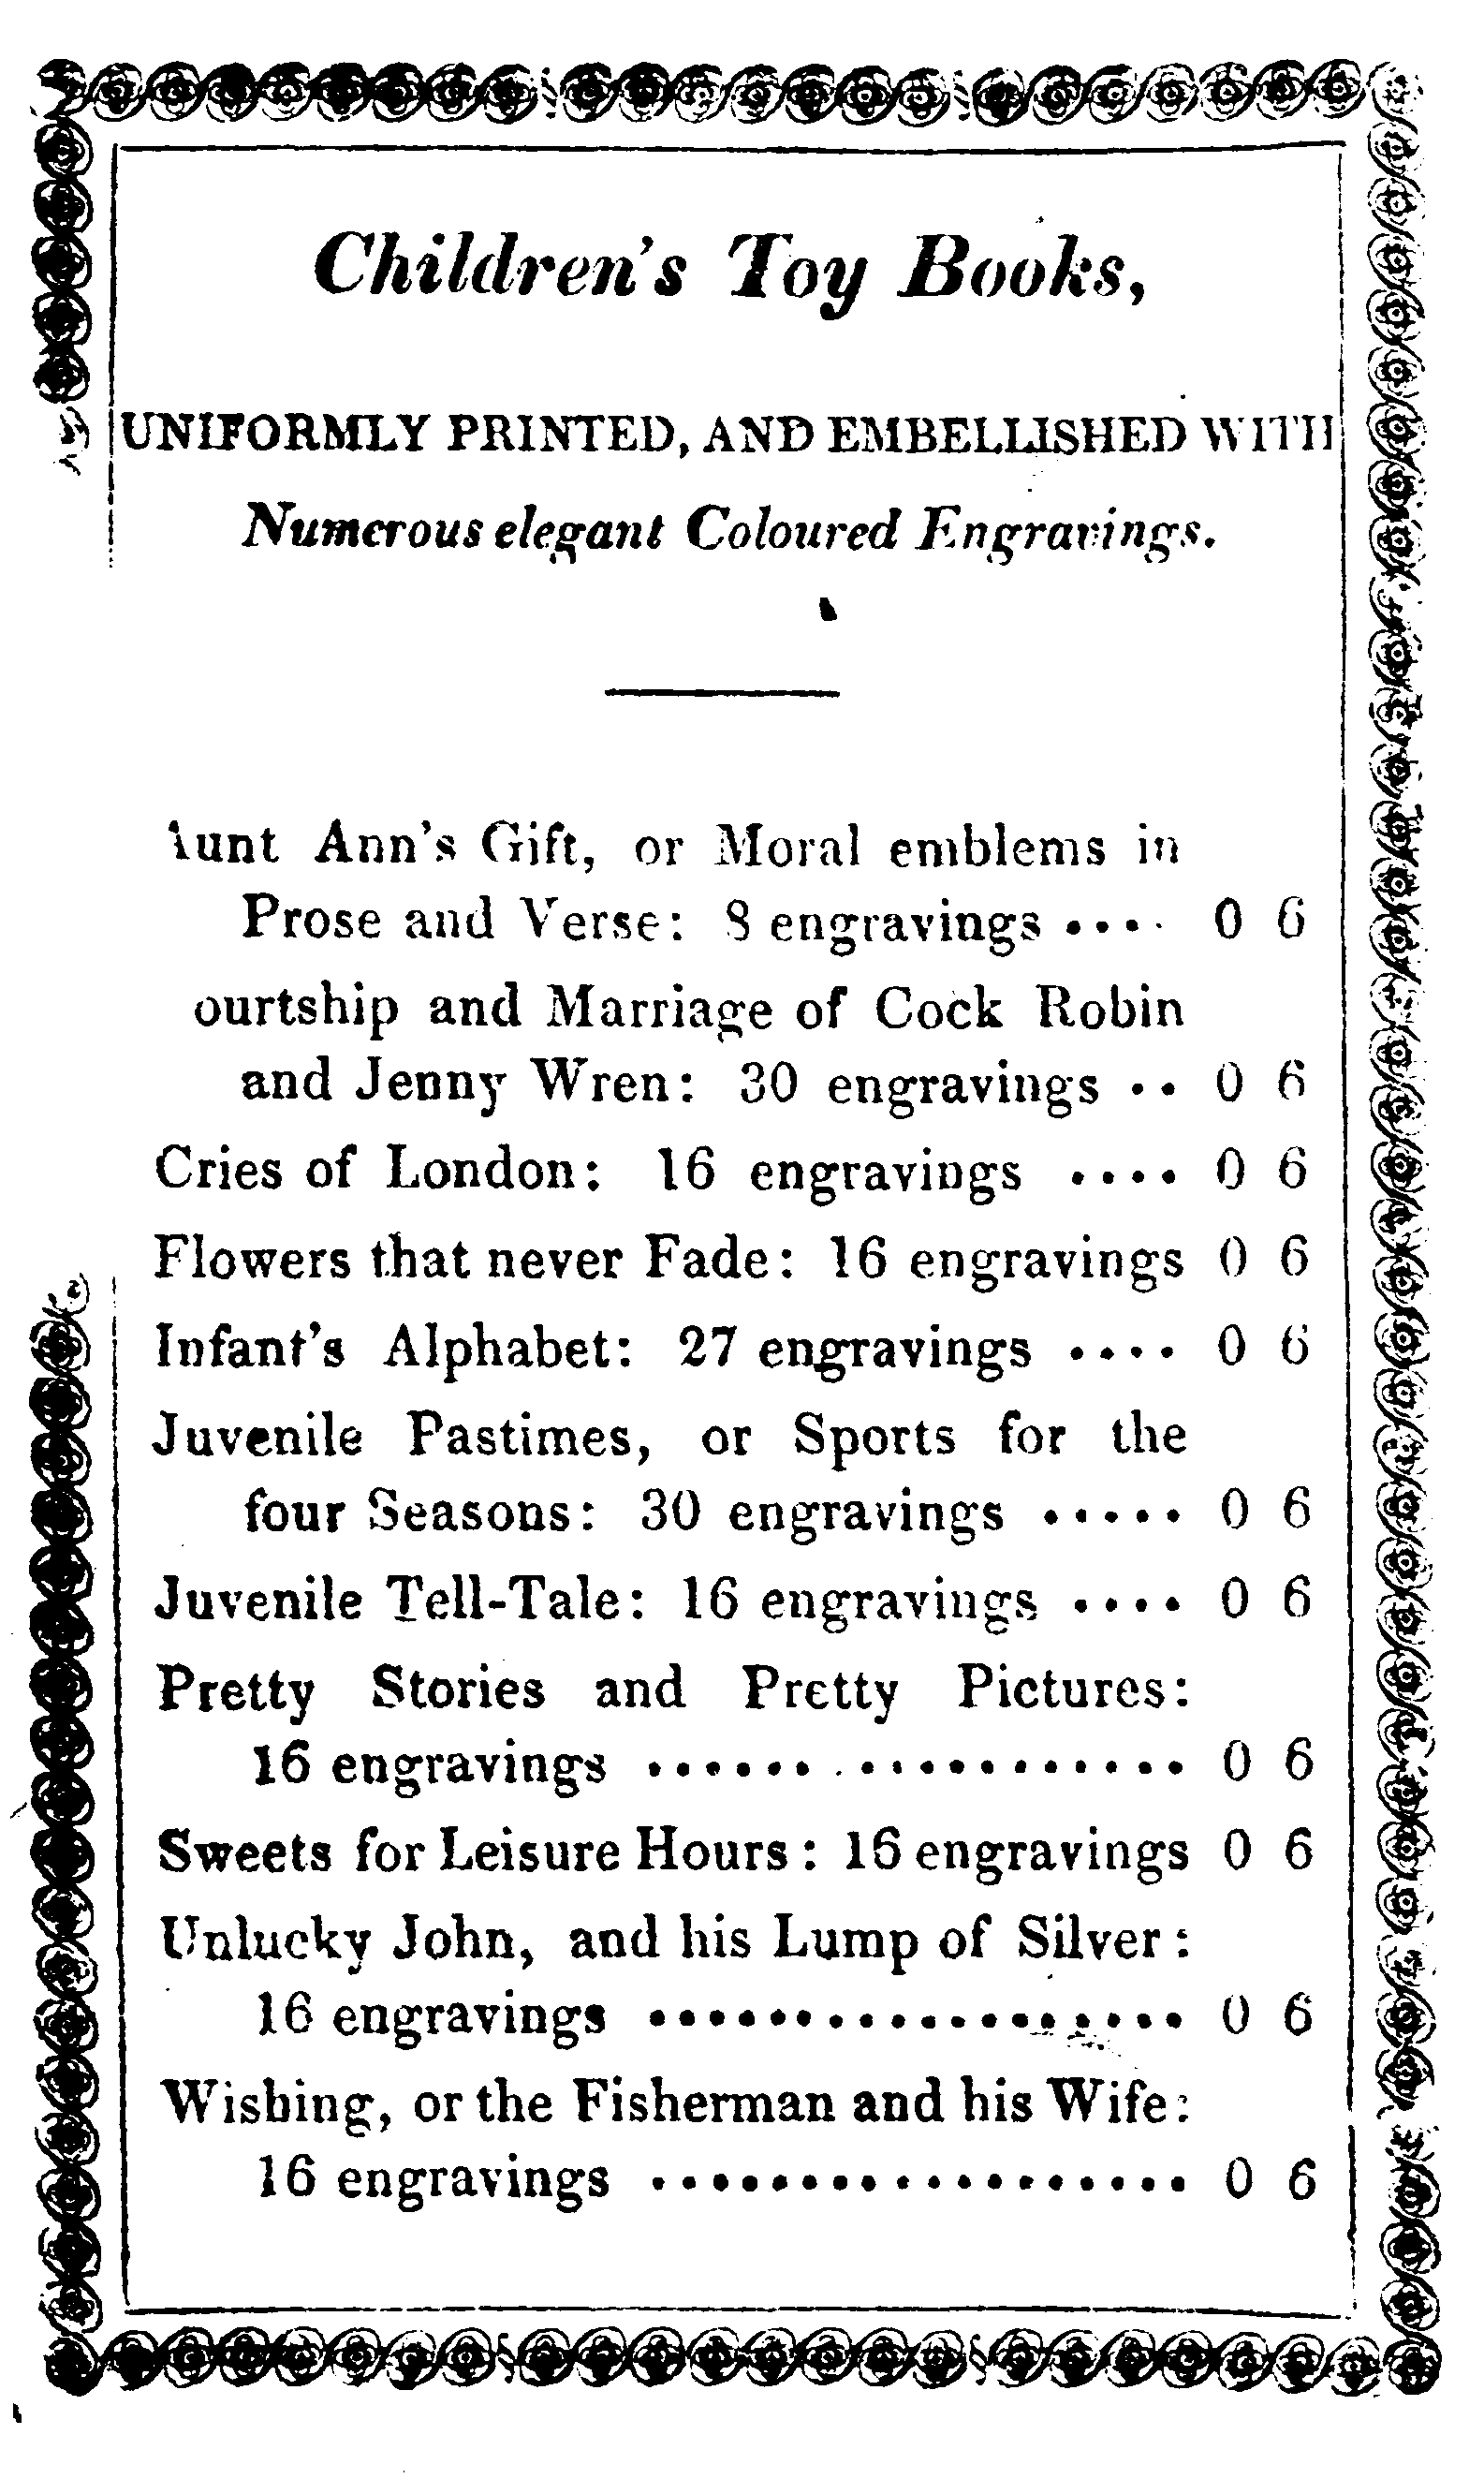 Children's Toy Books,
UNIFORMLY PRINTED, AND EMBELLISHED WITH
Numerous elegant Coloured Engravings.
Aunt Ann's Gift, or Moral emblems in
Prose and Verse: 8 engravings .... 0 6
ourtship and Marriage of Cock Robin
and Jenny Wren: 30 engravings .. 0 6
Cries of London: 16 engravings .... 0 6
Flowers that never Fade: 16 engravings 0 6
Infant's Alphabet: 27 engravings .... 0 6
Juvenile Pastimes, or Sports for the
four Seasons: 30 engravings ..... 0 6
Juvenile Tell-Tale: 16 engravings .... 0 6
Pretty Stories and Pretty Pictures:
16 engravings .................. 0 6
Sweets for Leisure Hours: 16 engravings 0 6
Unlucky John, and his Lump of Silver:
16 engravings .................. 0 6
Wishing, or the Fisherman and his Wife:
16 engravings .................. 0 6